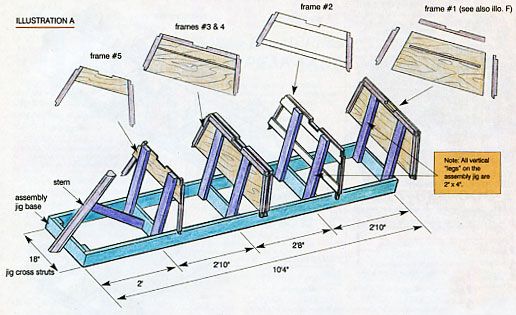 ILLUSTRATION A
frame #5
frames #3 & 4
frame #2
frame #1 (see also illo. F)
Note: All vertical
"legs" on the
assembly jig are
2" x 4".
stem
assembly
jig base
18"
jig cross struts
2'
2'10"
2'8"
2'10"
10'4"